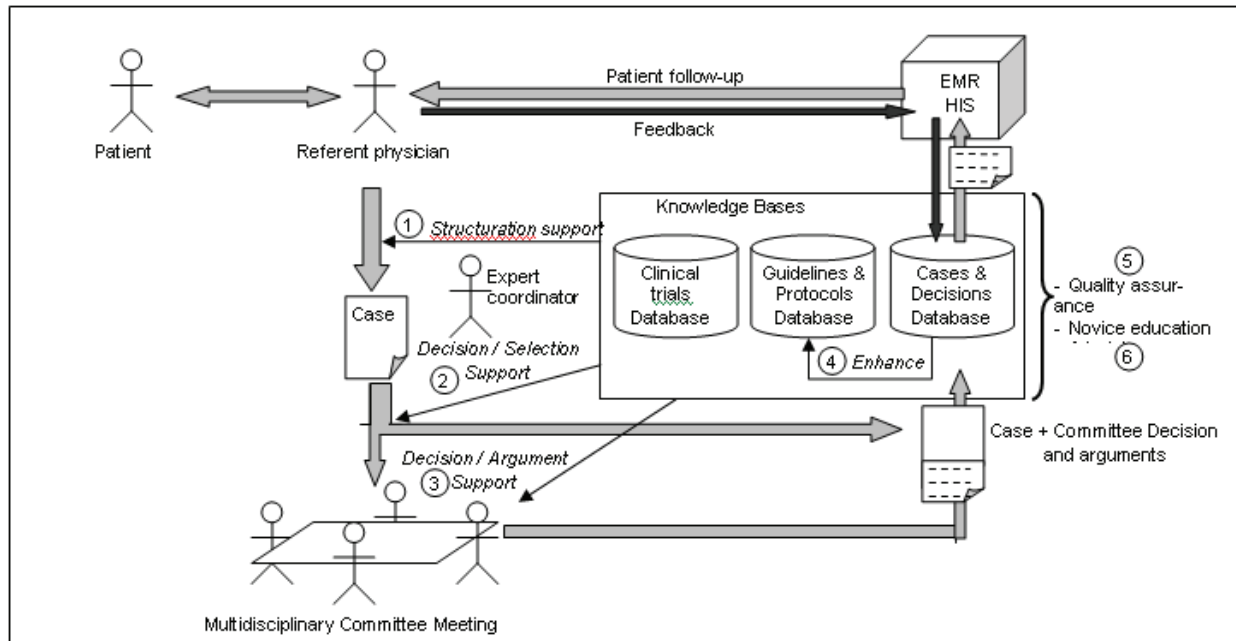 Patient follow-up
EMR
HIS
Feedback
Patient
Referent physician
Knowledge Bases
1
Structuration support
Clinical
trials
Database
Guidelines &
Protocols
Database
Cases &
Decisions
Database
5
- Quality assur-
ance
- Novice education
6
Expert
coordinator
Case
Decision / Selection
2
Support
4
Enhance
Case + Committee Decision
and arguments
Decision / Argument
3
Support
Multidisciplinary Committee Meeting